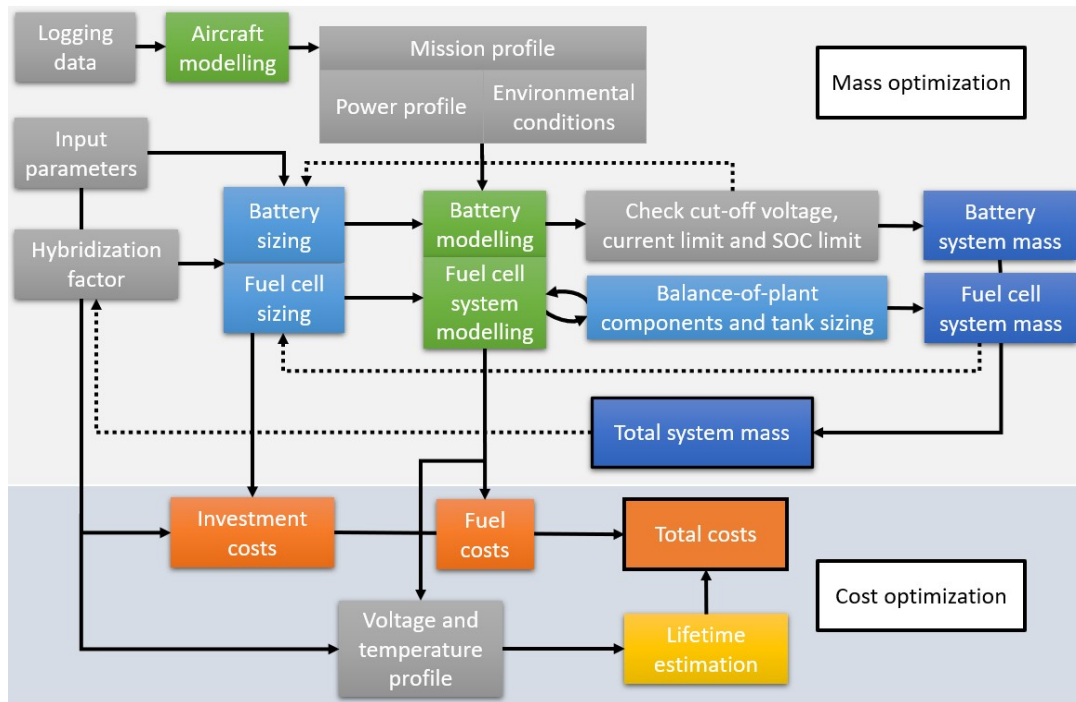 Logging
data
Aircraft
modelling
Mission profile
Power profile
Environmental
conditions
Mass optimization
Input
parameters
Hybridization
factor
Battery
sizing
Fuel cell
sizing
Battery
modelling
Fuel cell
system
modelling
Check cut-off voltage,
current limit and SOC limit
Balance-of-plant
components and tank sizing
Battery
system mass
Fuel cell
system mass
Total system mass
Investment
costs
Fuel
costs
Total costs
Cost optimization
Voltage and
temperature
profile
Lifetime
estimation